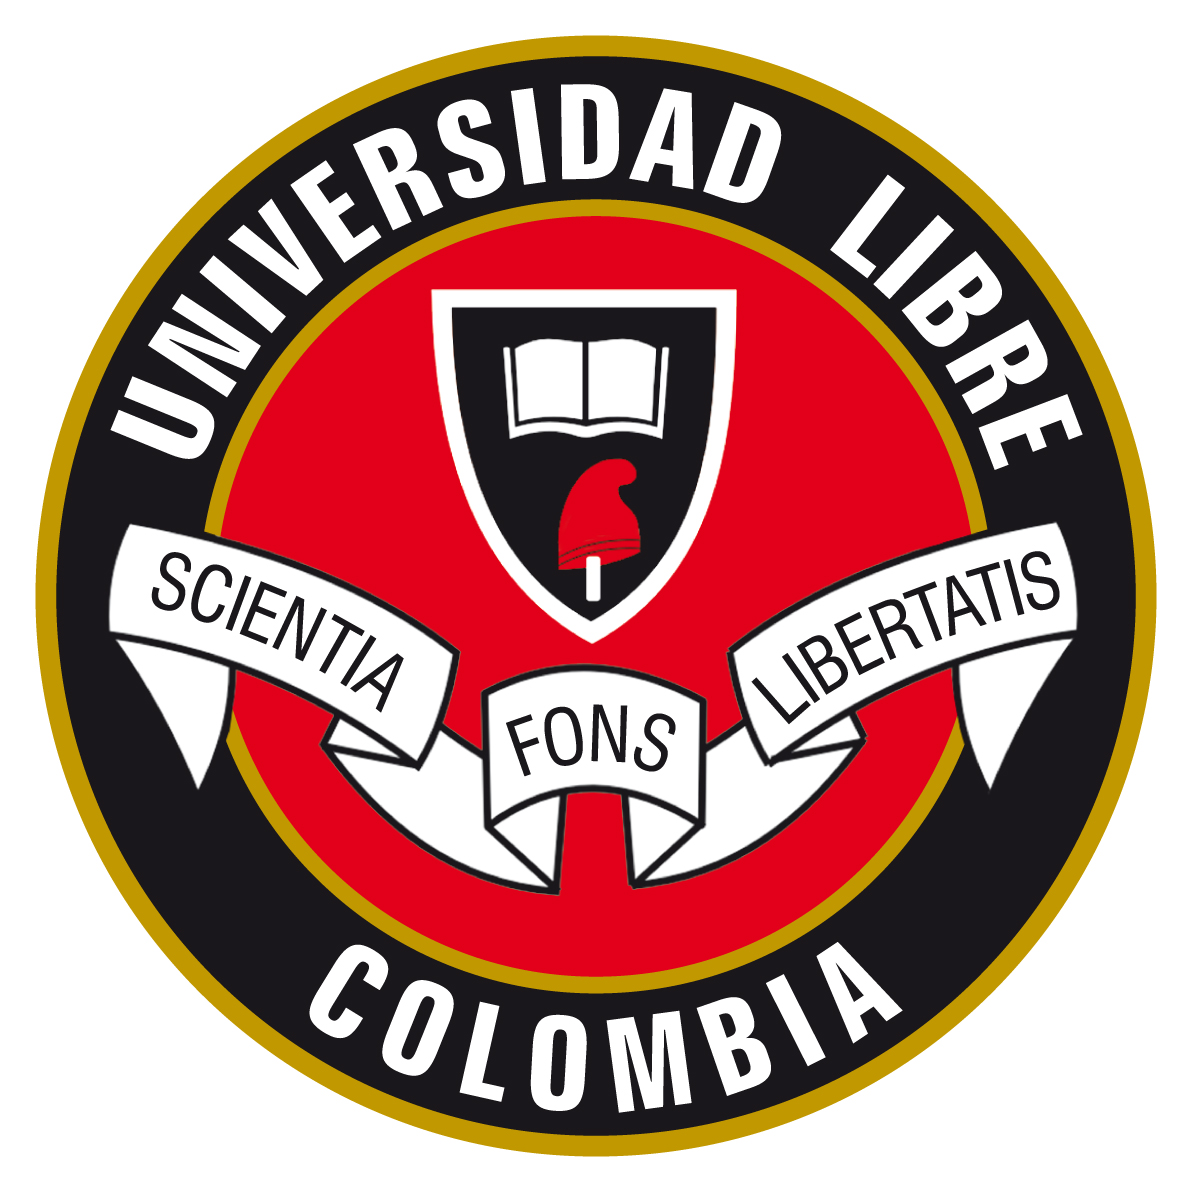 UNIVERSIDAD LIBRE
SCIENTIA
FONS
LIBERTATIS
COLOMBIA